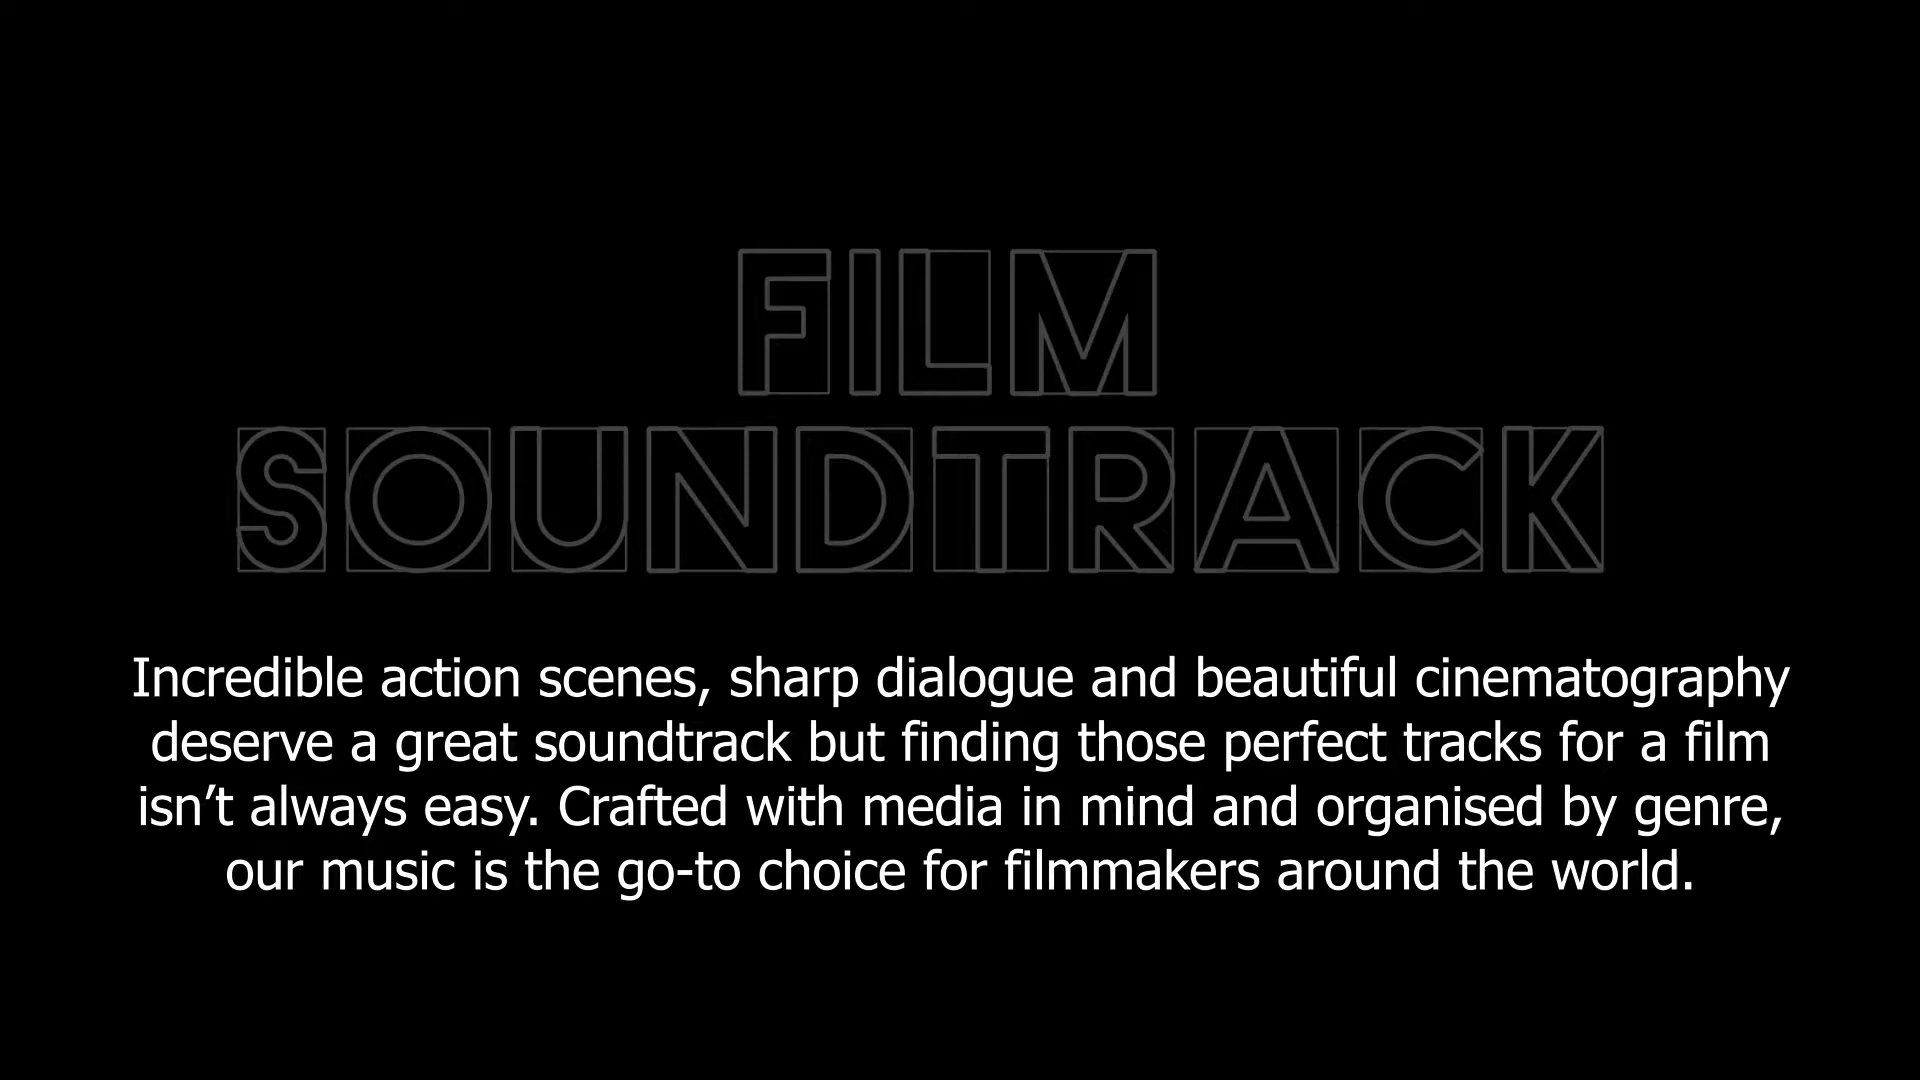 FILM
SOUNDTRACK
Incredible action scenes, sharp dialogue and beautiful cinematography
deserve a great soundtrack but finding those perfect tracks for a film
isn’t always easy. Crafted with media in mind and organised by genre,
our music is the go-to choice for filmmakers around the world.